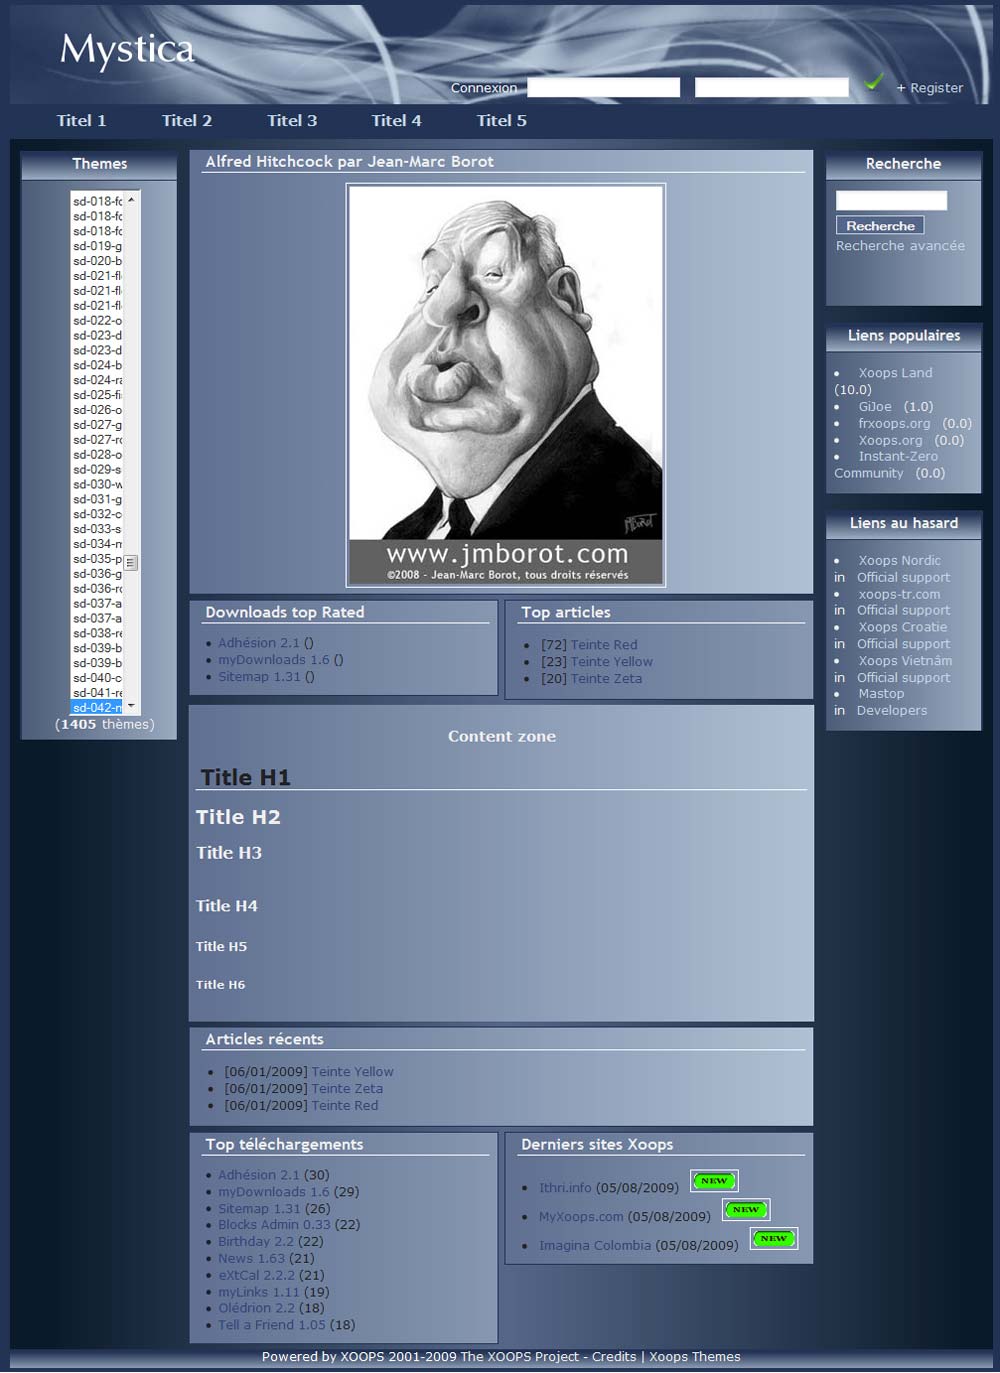 Mystica
Connexion
+ Register
Titel 1 Titel 2 Titel 3 Titel 4 Titel 5
Themes
sd-018-fc
sd-018-fc
sd-018-fc
sd-019-g
sd-020-b
sd-021-fl
sd-021-fl
sd-021-fl
sd-022-o
sd-023-d
sd-023-d
sd-024-b
sd-024-ra
sd-025-fi
sd-026-o
sd-027-g
sd-027-ro
sd-028-o
sd-029-s
sd-030-w
sd-031-g
sd-032-c
sd-033-s
sd-034-m
sd-035-p
sd-036-g
sd-036-ro
sd-037-a
sd-037-a
sd-038-re
sd-039-b
sd-039-b
sd-040-c
sd-041-re
sd-042-m
(1405 thèmes)
Alfred Hitchcock par Jean-Marc Borot
www.jmborot.com
©2008 - Jean-Marc Borot, tous droits réservés
Downloads top Rated
Adhésion 2.1 ()
myDownloads 1.6 ()
Sitemap 1.31 ()
Top articles
[72] Teinte Red
[23] Teinte Yellow
[20] Teinte Zeta
Content zone
Title H1
Title H2
Title H3
Title H4
Title H5
Title H6
Articles récents
[06/01/2009] Teinte Yellow
[06/01/2009] Teinte Zeta
[06/01/2009] Teinte Red
Top téléchargements
Adhésion 2.1 (30)
myDownloads 1.6 (29)
Sitemap 1.31 (26)
Blocks Admin 0.33 (22)
Birthday 2.2 (22)
News 1.63 (21)
eXtCal 2.2.2 (21)
myLinks 1.11 (19)
Olédrion 2.2 (18)
Tell a Friend 1.05 (18)
Derniers sites Xoops
Ithri.info (05/08/2009) NEW
MyXoops.com (05/08/2009) NEW
Imagina Colombia (05/08/2009) NEW
Recherche
Recherche
Recherche avancée
Liens populaires
Xoops Land
(10.0)
GiJoe (1.0)
frxoops.org (0.0)
Xoops.org (0.0)
Instant-Zero
Community (0.0)
Liens au hasard
Xoops Nordic
in Official support
xoops-tr.com
in Official support
Xoops Croatie
in Official support
Xoops Vietnâm
in Official support
Mastop
in Developers
Powered by XOOPS 2001-2009 The XOOPS Project - Credits | Xoops Themes